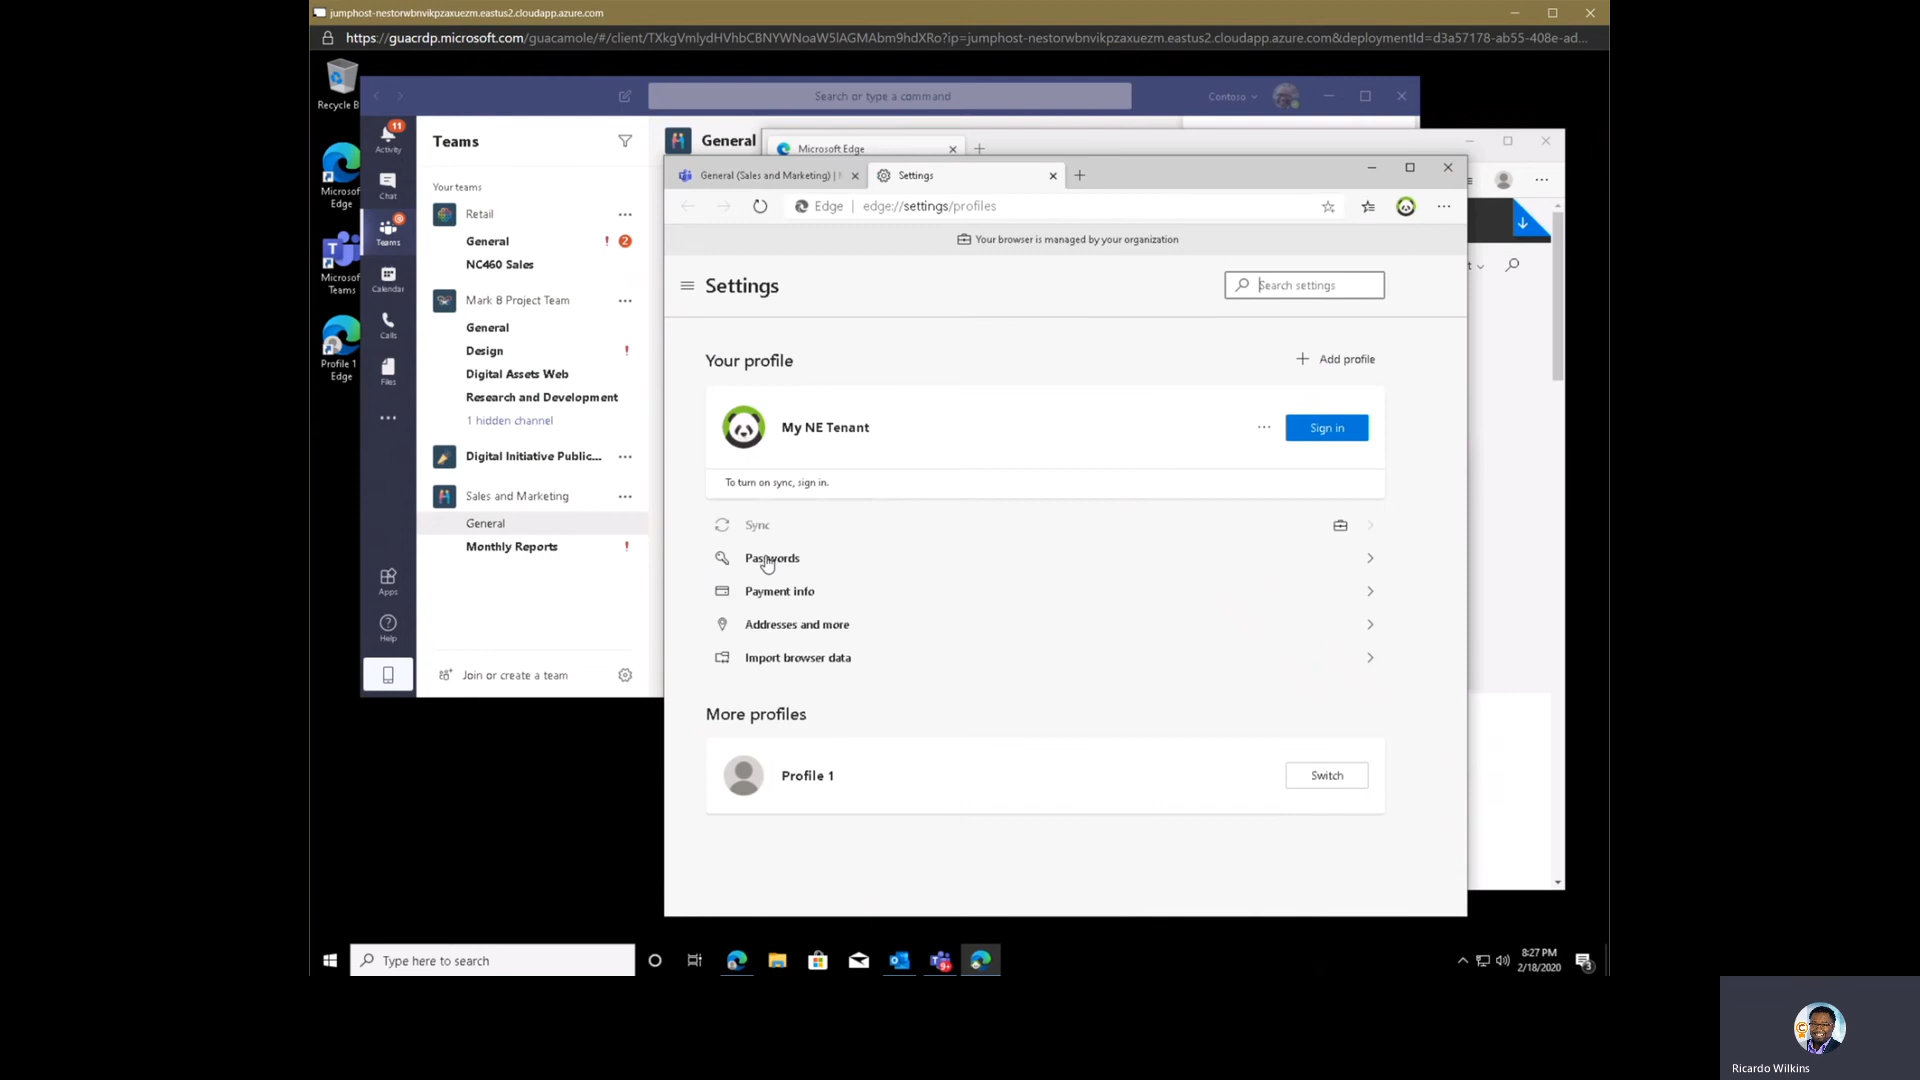 jumphost-nestorwbnvikpzaxuezm.eastus2.cloudapp.azure.com
https://guacrdp.microsoft.com/guacamole/#/client/TXkgVmlydHVhbCBNYWNoaW5lAGMAbm9hdXRo?ip=jumphost-nestorwbnvikpzaxuezm.eastus2.cloudapp.azure.com&deploymentId=d3a57178-ab55-408e-ad...
Recycle B
Microsoft
Edge
Microsoft
Teams
Profile 1
Edge
Search or type a command
Contoso
11
Activity
Chat
Teams
Calendar
Calls
Files
Apps
Help
Teams
Your teams
Retail
General ! 2
NC460 Sales
Mark 8 Project Team
General
Design !
Digital Assets Web
Research and Development
1 hidden channel
Digital Initiative Public...
Sales and Marketing
General
Monthly Reports !
Join or create a team
General
Microsoft Edge
General (Sales and Marketing) |
Settings
Edge | edge://settings/profiles
Your browser is managed by your organization
Settings
Search settings
Your profile
Add profile
My NE Tenant
Sign in
To turn on sync, sign in.
Sync
Passwords
Payment info
Addresses and more
Import browser data
More profiles
Profile 1
Switch
Type here to search
9+
8:27 PM
2/18/2020
3
Ricardo Wilkins